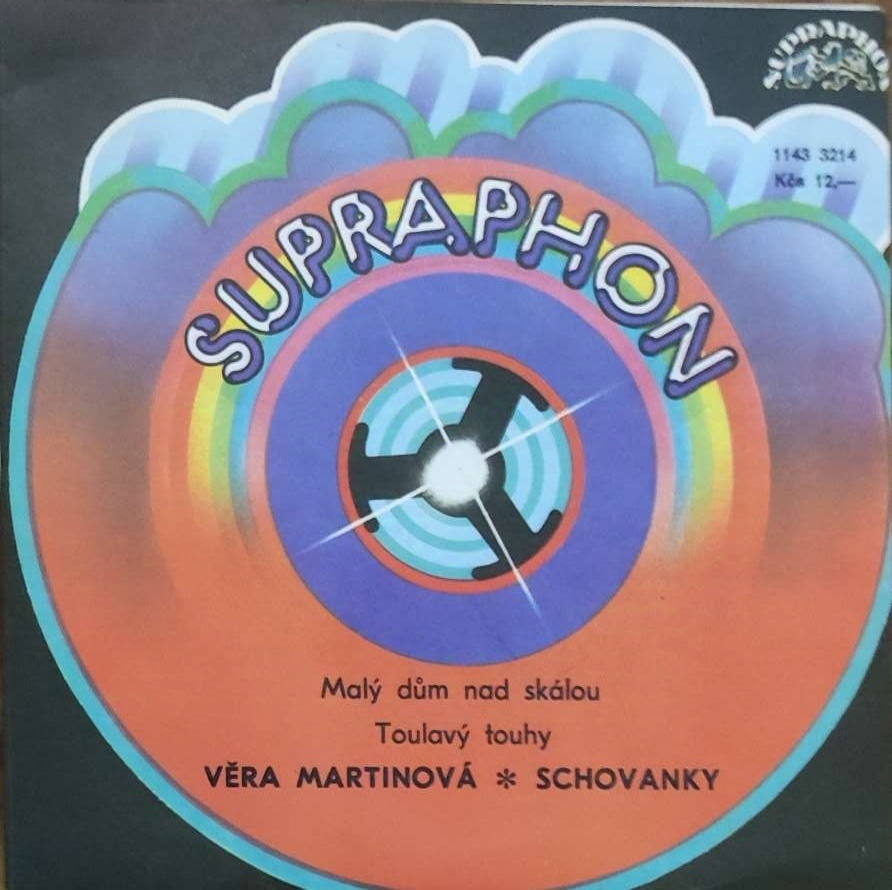 SUPRAPHON
1143 3214
Kčs 12,—
SUPRAPHON
Malý dům nad skálou
Toulavý touhy
VĚRA MARTINOVÁ * SCHOVANKY